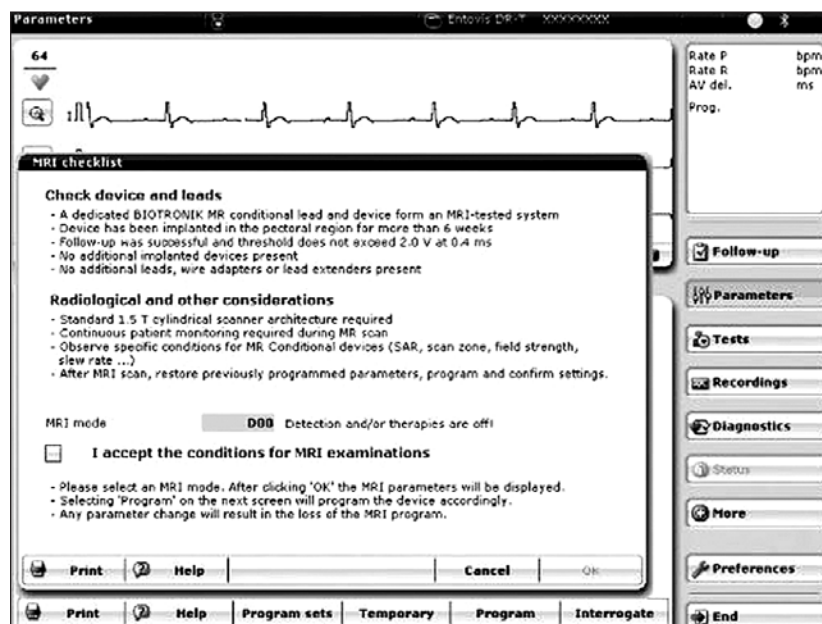 Parameters
Entovis DR-T XXXXXXXX
64
Rate P bpm
Rate R bpm
AV del. ms
Prog.
I
MRI checklist
Check device and leads
- A dedicated BIOTRONIK MR conditional lead and device form an MRI-tested system
- Device has been implanted in the pectoral region for more than 6 weeks
- Follow-up was successful and threshold does not exceed 2.0 V at 0.4 ms
- No additional implanted devices present
- No additional leads, wire adapters or lead extenders present
Radiological and other considerations
- Standard 1.5 T cylindrical scanner architecture required
- Continuous patient monitoring required during MR scan
- Observe specific conditions for MR Conditional devices (SAR, scan zone, field strength,
slew rate ...)
- After MRI scan, restore previously programmed parameters, program and confirm settings.
MRI mode D00 Detection and/or therapies are off!
I accept the conditions for MRI examinations
- Please select an MRI mode. After clicking 'OK' the MRI parameters will be displayed.
- Selecting 'Program' on the next screen will program the device accordingly.
- Any parameter change will result in the loss of the MRI program.
Print Help Cancel OK
Follow-up
Parameters
Tests
Recordings
Diagnostics
Status
More
Preferences
End
Print Help Program sets Temporary Program Interrogate